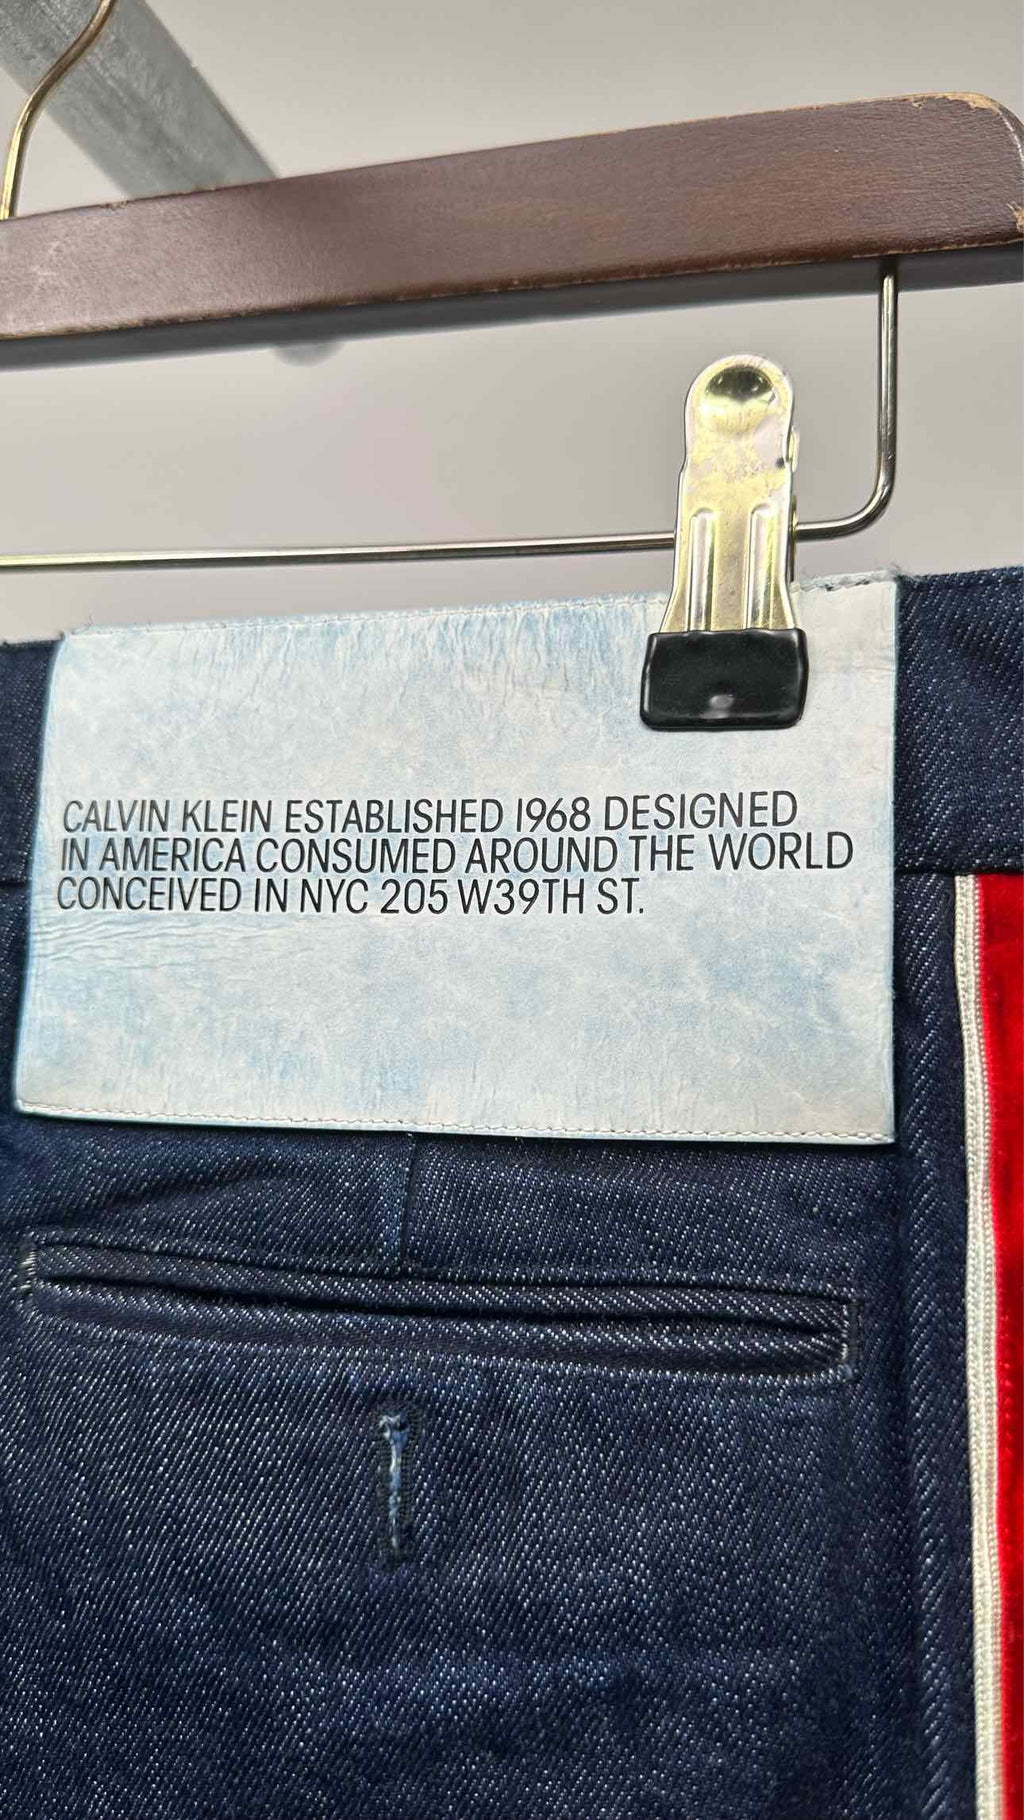 CALVIN KLEIN ESTABLISHED 1968 DESIGNED
IN AMERICA CONSUMED AROUND THE WORLD
CONCEIVED IN NYC 205 W39TH ST.